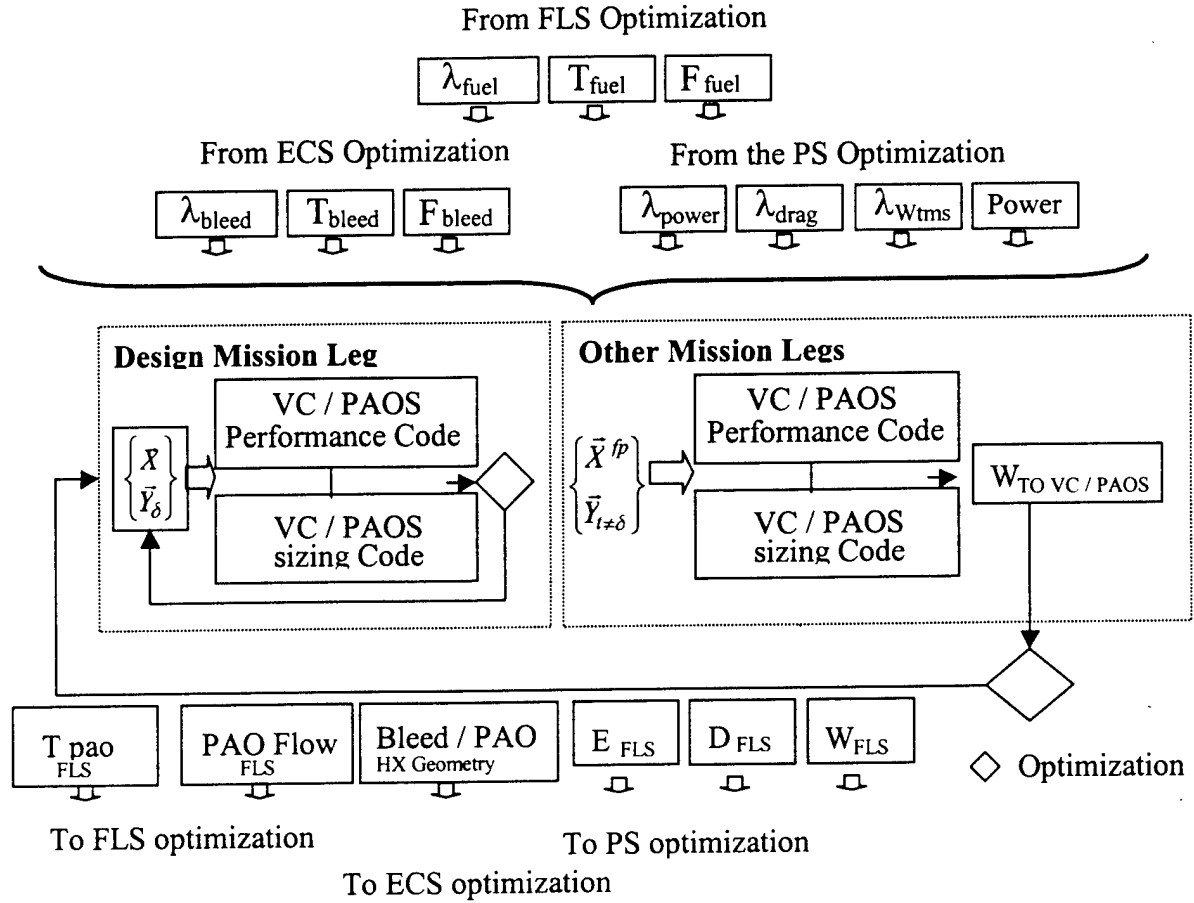 From FLS Optimization
λfuel Tfuel F fuel
From ECS Optimization
From the PS Optimization
λbleed Tbleed Fbleed
λpower λdrag λWtms Power
Design Mission Leg
VC / PAOS
Performance Code
X⃗
Y⃗δ
VC / PAOS
sizing Code
Other Mission Legs
VC / PAOS
Performance Code
X⃗ fp
Y⃗i≠δ
VC / PAOS
sizing Code
WTO VC / PAOS
T pao
FLS
PAO Flow
FLS
Bleed / PAO
HX Geometry
E FLS
D FLS
WFLS
Optimization
To FLS optimization
To PS optimization
To ECS optimization